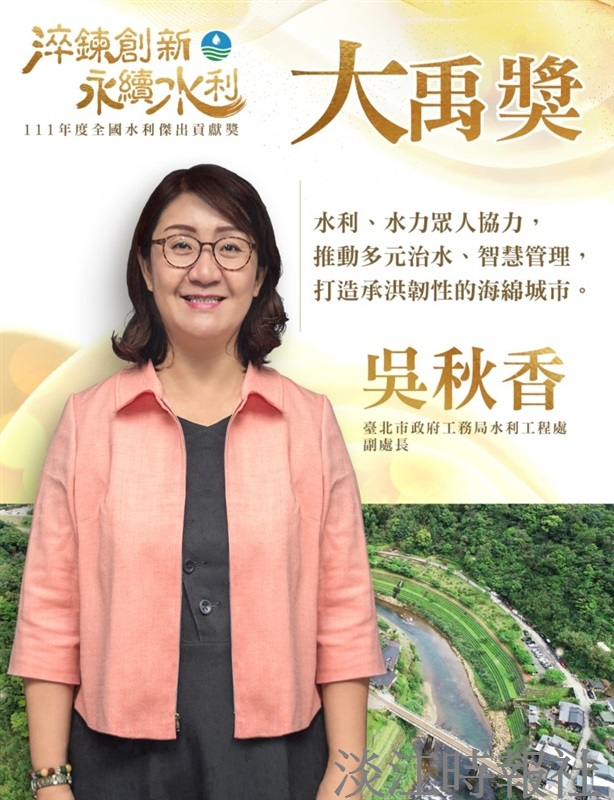 淬鍊創新
永續水利
111年度全國水利傑出貢獻獎
大禹獎
水利、水力眾人協力，
推動多元治水、智慧管理，
打造承洪韌性的海綿城市。
吳秋香
臺北市政府工務局水利工程處
副處長
淡江時報社